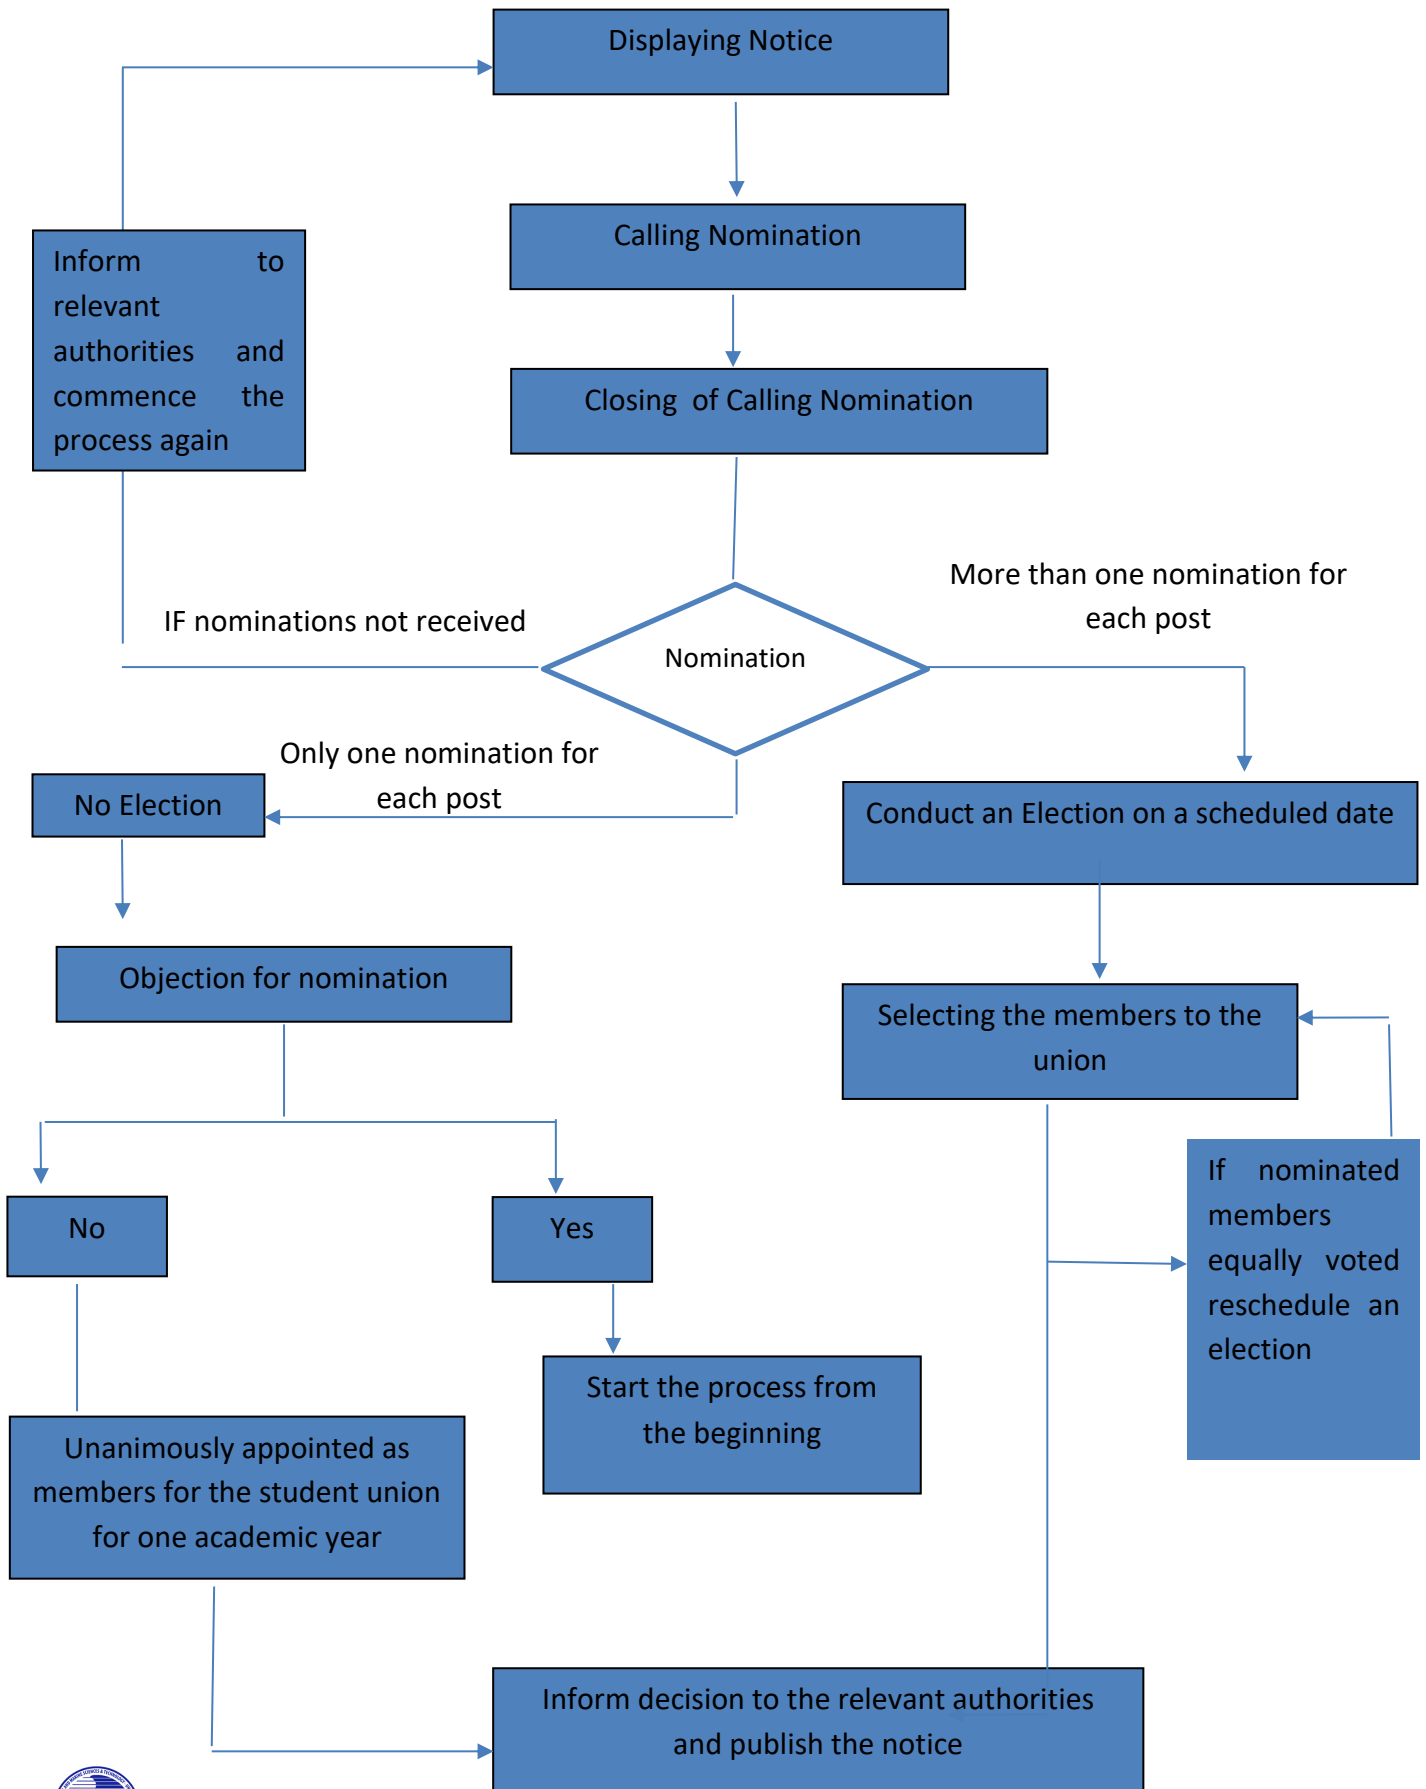 Displaying Notice
Calling Nomination
Inform to
relevant
authorities and
commence the
process again
Closing of Calling Nomination
More than one nomination for
each post
IF nominations not received
Nomination
Only one nomination for
each post
No Election
Conduct an Election on a scheduled date
Objection for nomination
Selecting the members to the
union
No
Yes
If nominated
members
equally voted
reschedule an
election
Start the process from
the beginning
Unanimously appointed as
members for the student union
for one academic year
Inform decision to the relevant authorities
and publish the notice